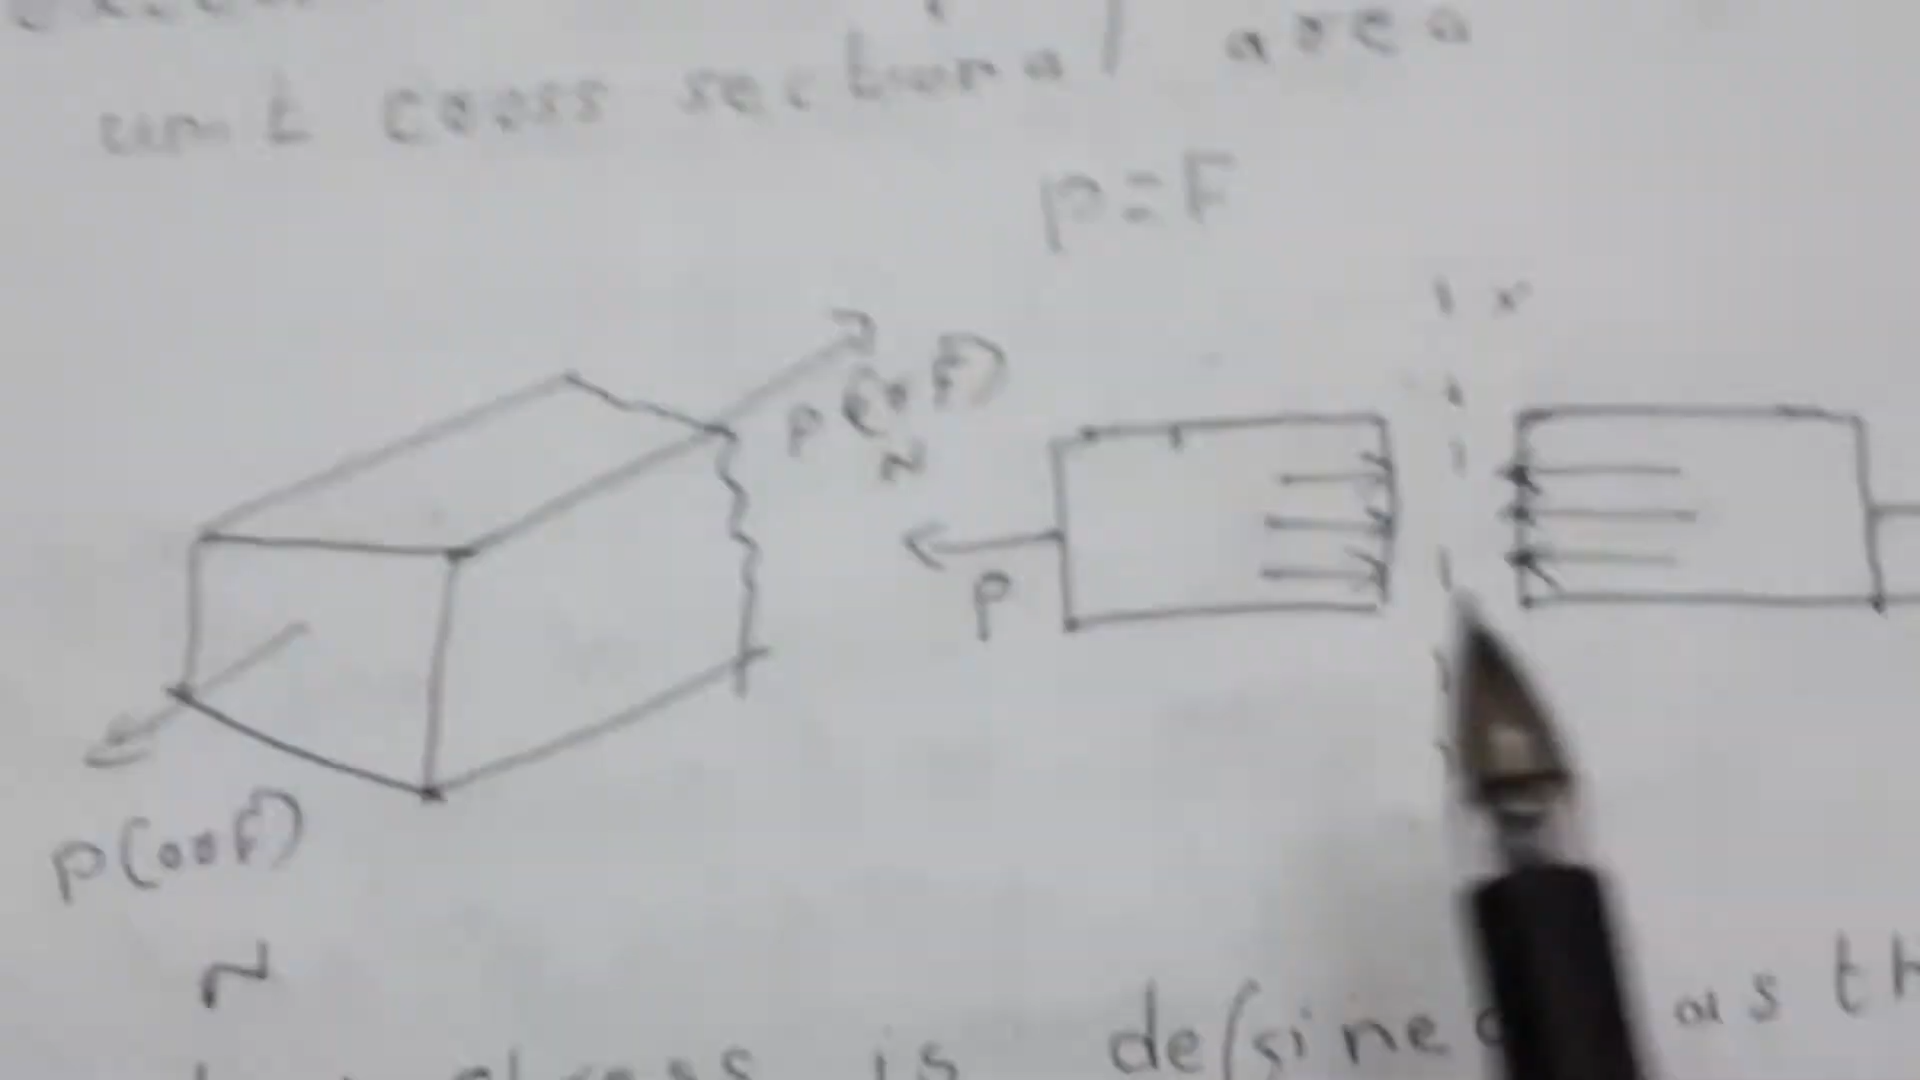 unit cross sectional area
P=F
x
P(or F)
N
P
P(or F)
N
stress is defined as th